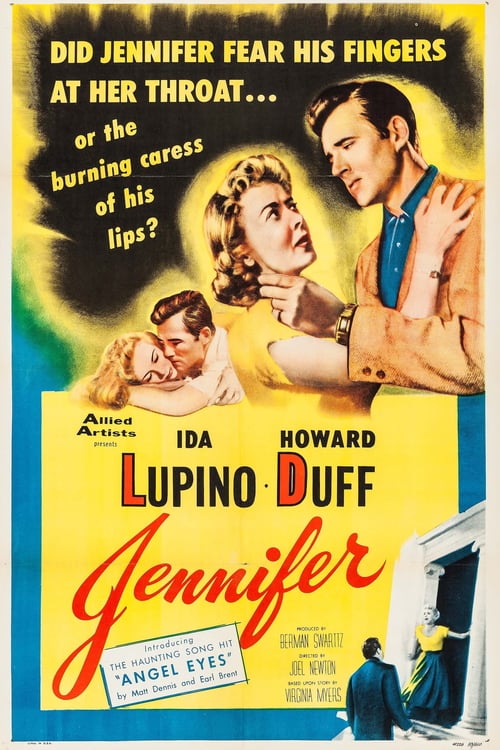 DID JENNIFER FEAR HIS FINGERS
AT HER THROAT...
or the
burning caress
of his
lips?
Allied
Artists
presents
IDA HOWARD
LUPINO · DUFF
Jennifer
Introducing
THE HAUNTING SONG HIT
"ANGEL EYES"
by Matt Dennis and Earl Brent
PRODUCED BY
BERMAN SWARTTZ
DIRECTED BY
JOEL NEWTON
BASED UPON STORY BY
VIRGINIA MYERS